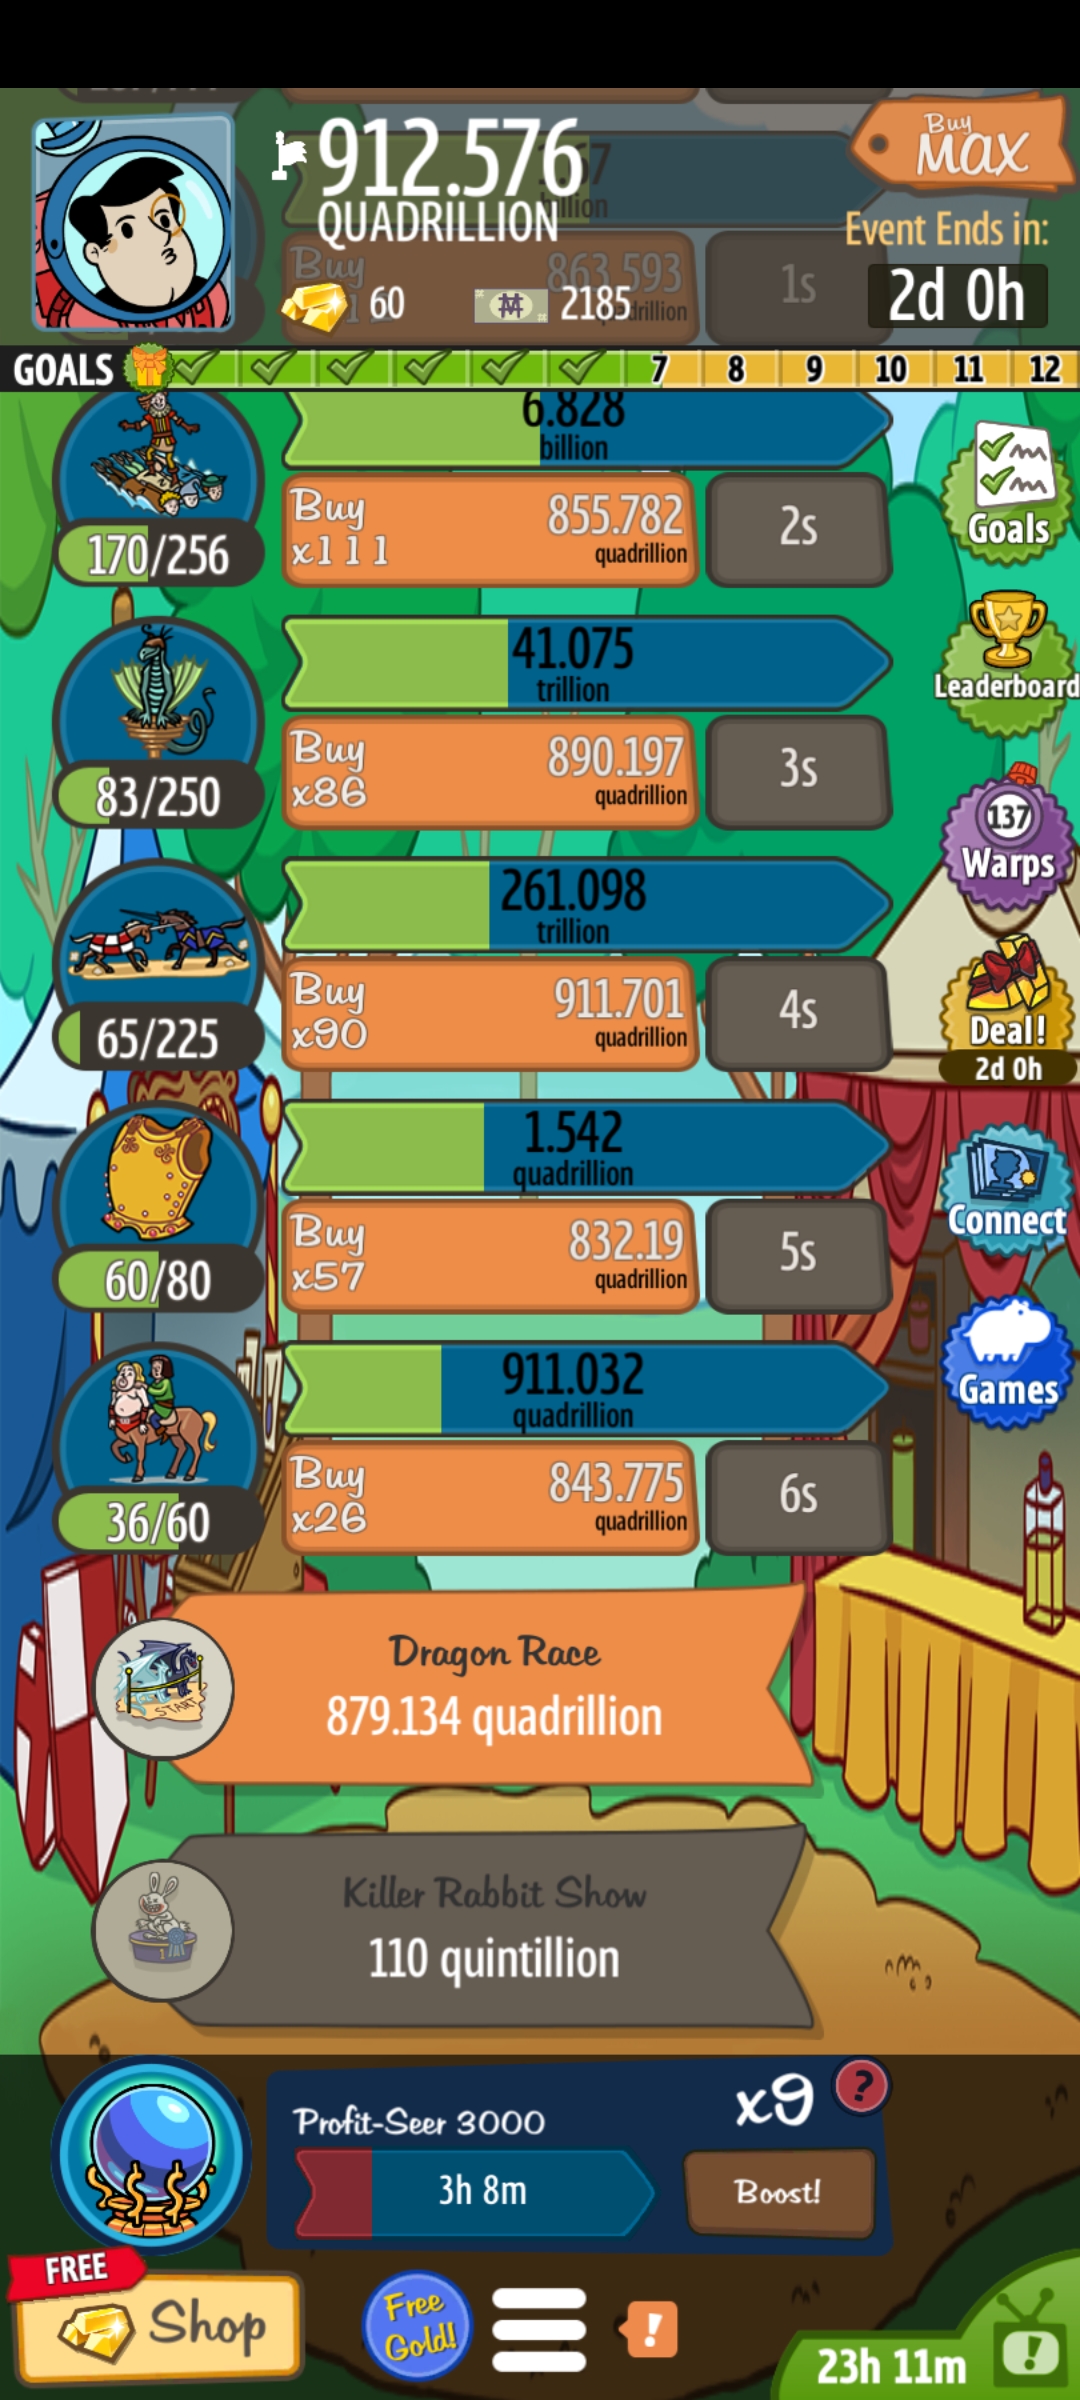 912.576
QUADRILLION
Buy
MAX
Event Ends in:
2d 0h
60
2185
Buy
863.593
1s
GOALS
7 8 9 10 11 12
6.828
billion
170/256
Buy
x111
855.782
quadrillion
2s
Goals
41.075
trillion
83/250
Buy
x86
890.197
quadrillion
3s
Leaderboard
137
Warps
261.098
trillion
65/225
Buy
x90
911.701
quadrillion
4s
Deal!
2d 0h
1.542
quadrillion
60/80
Buy
x57
832.19
quadrillion
5s
Connect
911.032
quadrillion
36/60
Buy
x26
843.775
quadrillion
6s
Games
START
Dragon Race
879.134 quadrillion
1
Killer Rabbit Show
110 quintillion
Profit-Seer 3000
x9
?
3h 8m
Boost!
FREE
Shop
Free
Gold!
!
23h 11m
!